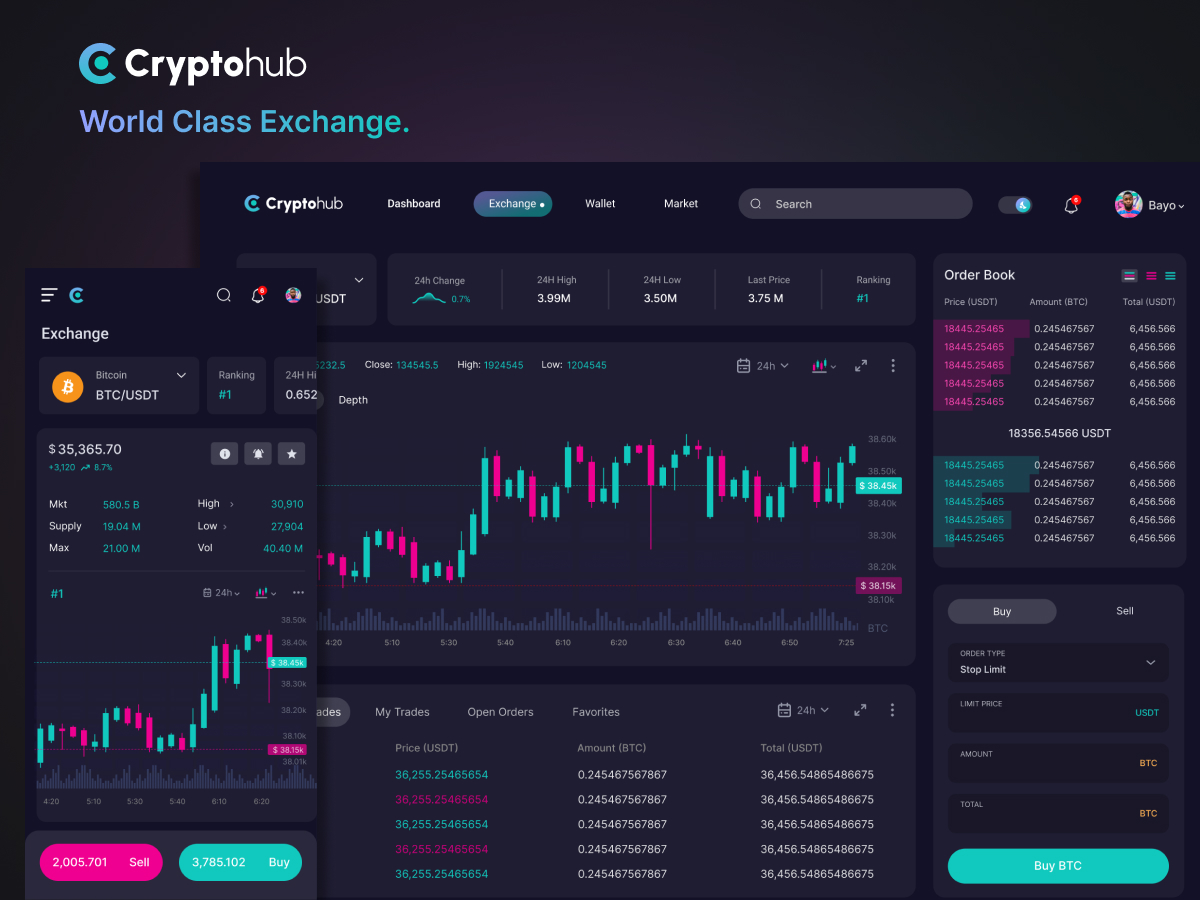 Cryptohub
World Class Exchange.
Cryptohub
Dashboard
Exchange
Wallet
Market
Search
6
Bayo
USDT
24h Change
0.7%
24H High
3.99M
24H Low
3.50M
Last Price
3.75 M
Ranking
#1
5232.5
Close: 134545.5
High: 1924545
Low: 1204545
24h
Depth
38.60k
38.50k
$ 38.45k
38.40k
38.30k
38.20k
$ 38.15k
38.10k
BTC
4:20 5:10 5:30 5:40 6:10 6:20 6:30 6:40 6:50 7:25
ades
My Trades
Open Orders
Favorites
24h
Price (USDT) Amount (BTC) Total (USDT)
36,255.25465654 0.245467567867 36,456.54865486675
36,255.25465654 0.245467567867 36,456.54865486675
36,255.25465654 0.245467567867 36,456.54865486675
36,255.25465654 0.245467567867 36,456.54865486675
36,255.25465654 0.245467567867 36,456.54865486675
Order Book
Price (USDT) Amount (BTC) Total (USDT)
18445.25465 0.245467567 6,456.566
18445.25465 0.245467567 6,456.566
18445.25465 0.245467567 6,456.566
18445.25465 0.245467567 6,456.566
18445.25465 0.245467567 6,456.566
18356.54566 USDT
18445.25465 0.245467567 6,456.566
18445.25465 0.245467567 6,456.566
18445.25465 0.245467567 6,456.566
18445.25465 0.245467567 6,456.566
18445.25465 0.245467567 6,456.566
Buy
Sell
ORDER TYPE
Stop Limit
LIMIT PRICE
USDT
AMOUNT
BTC
TOTAL
BTC
Buy BTC
6
Exchange
Bitcoin
BTC/USDT
Ranking
#1
24H Hi
0.652
$ 35,365.70
+3,120 8.7%
Mkt 580.5 B
High > 30,910
Supply 19.04 M
Low > 27,904
Max 21.00 M
Vol 40.40 M
#1
24h
38.50k
38.40k
$ 38.45k
38.30k
38.20k
38.10k
$ 38.15k
38.01k
4:20 5:10 5:30 5:40 6:10 6:20
2,005.701 Sell
3,785.102 Buy